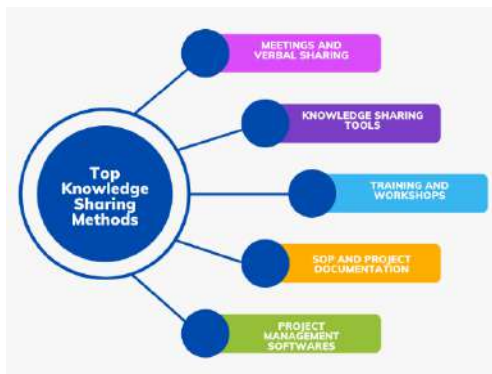 Top
Knowledge
Sharing
Methods
MEETINGS AND
VERBAL SHARING
KNOWLEDGE SHARING
TOOLS
TRAINING AND
WORKSHOPS
SOP AND PROJECT
DOCUMENTATION
PROJECT
MANAGEMENT
SOFTWARES